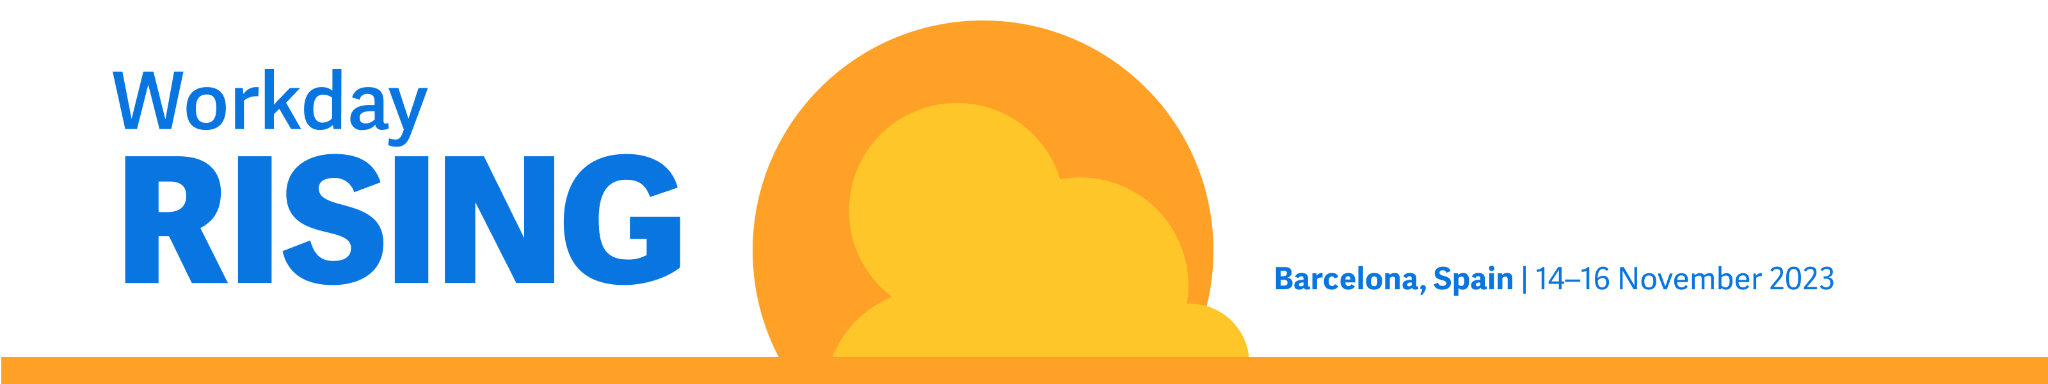 Workday
RISING
Barcelona, Spain | 14–16 November 2023